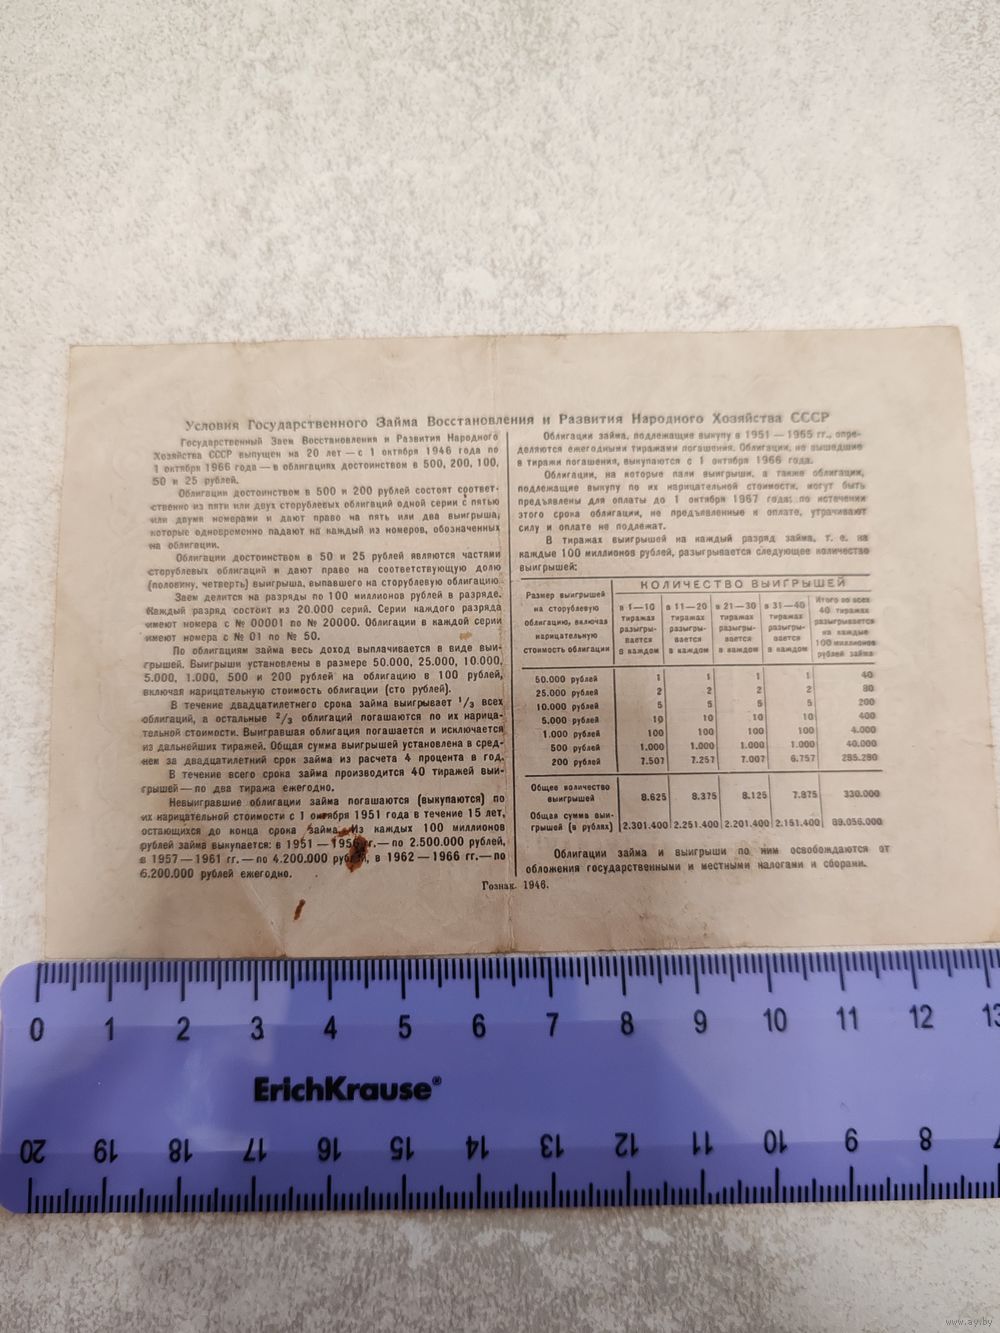 Условия Государственного Займа Восстановления и Развития Народного Хозяйства СССР
Государственный Заем Восстановления и Развития Народного
Хозяйства СССР выпущен на 20 лет — с 1 октября 1946 года по
1 октября 1966 года — в облигациях достоинством в 500, 200, 100,
50 и 25 рублей.
Облигации достоинством в 500 и 200 рублей состоят соответ-
ственно из пяти или двух сторублевых облигаций одной серии с пятью
или двумя номерами и дают право на пять или два выигрыша,
которые одновременно падают на каждый из номеров, обозначенных
на облигации.
Облигации достоинством в 50 и 25 рублей являются частями
сторублевых облигаций и дают право на соответствующую долю
(половину, четверть) выигрыша, выпавшего на сторублевую облигацию.
Заем делится на разряды по 100 миллионов рублей в разряде.
Каждый разряд состоит из 20.000 серий. Серии каждого разряда
имеют номера с № 00001 по № 20000. Облигации в каждой серии
имеют номера с № 01 по № 50.
По облигациям займа весь доход выплачивается в виде выи-
грышей. Выигрыши установлены в размере 50.000, 25.000, 10.000,
5.000, 1.000, 500 и 200 рублей на облигацию в 100 рублей,
включая нарицательную стоимость облигации (сто рублей).
В течение двадцатилетнего срока займа выигрывает 1/3 всех
облигаций, а остальные 2/3 облигаций погашаются по их нарица-
тельной стоимости. Выигравшая облигация погашается и исключается
из дальнейших тиражей. Общая сумма выигрышей установлена в сред-
нем за двадцатилетний срок займа из расчета 4 процента в год.
В течение всего срока займа производится 40 тиражей выи-
грышей — по два тиража ежегодно.
Невыигравшие облигации займа погашаются (выкупаются) по
их нарицательной стоимости с 1 октября 1951 года в течение 15 лет,
остающихся до конца срока займа. Из каждых 100 миллионов
рублей займа выкупается: в 1951 — 1956 гг. — по 2.500.000 рублей,
в 1957 — 1961 гг. — по 4.200.000 рублей, в 1962 — 1966 гг. — по
6.200.000 рублей ежегодно.
Облигации займа, подлежащие выкупу в 1951 — 1965 гг., опре-
деляются ежегодными тиражами погашения. Облигации, не вышедшие
в тиражи погашения, выкупаются с 1 октября 1966 года.
Облигации, на которые пали выигрыши, а также облигации,
подлежащие выкупу по их нарицательной стоимости, могут быть
предъявлены для оплаты до 1 октября 1967 года; по истечении
этого срока облигации, не предъявленные к оплате, утрачивают
силу и оплате не подлежат.
В тиражах выигрышей на каждый разряд займа, т. е. на
каждые 100 миллионов рублей, разыгрывается следующее количество
выигрышей:
Размер выигрышей на сторублевую облигацию, включая нарицательную стоимость облигации
КОЛИЧЕСТВО ВЫИГРЫШЕЙ
в 1—10 тиражах разыгры- вается в каждом
в 11—20 тиражах разыгры- вается в каждом
в 21—30 тиражах разыгры- вается в каждом
в 31—40 тиражах разыгры- вается в каждом
Итого во всех 40 тиражах разыгрывается на каждые 100 миллионов рублей займа
50.000 рублей 1 1 1 1 40
25.000 рублей 2 2 2 2 80
10.000 рублей 5 5 5 5 200
5.000 рублей 10 10 10 10 400
1.000 рублей 100 100 100 100 4.000
500 рублей 1.000 1.000 1.000 1.000 40.000
200 рублей 7.507 7.257 7.007 6.757 285.280
Общее количество
выигрышей 8.625 8.375 8.125 7.875 330.000
Общая сумма выи-
грышей (в рублях) 2.301.400 2.251.400 2.201.400 2.151.400 89.056.000
Облигации займа и выигрыши по ним освобождаются от
обложения государственными и местными налогами и сборами.
Гознак. 1946.
0 1 2 3 4 5 6 7 8 9 10 11 12 13
ErichKrause®
20 19 18 17 16 15 14 13 12 11 10 9 8 7
www.ay.by